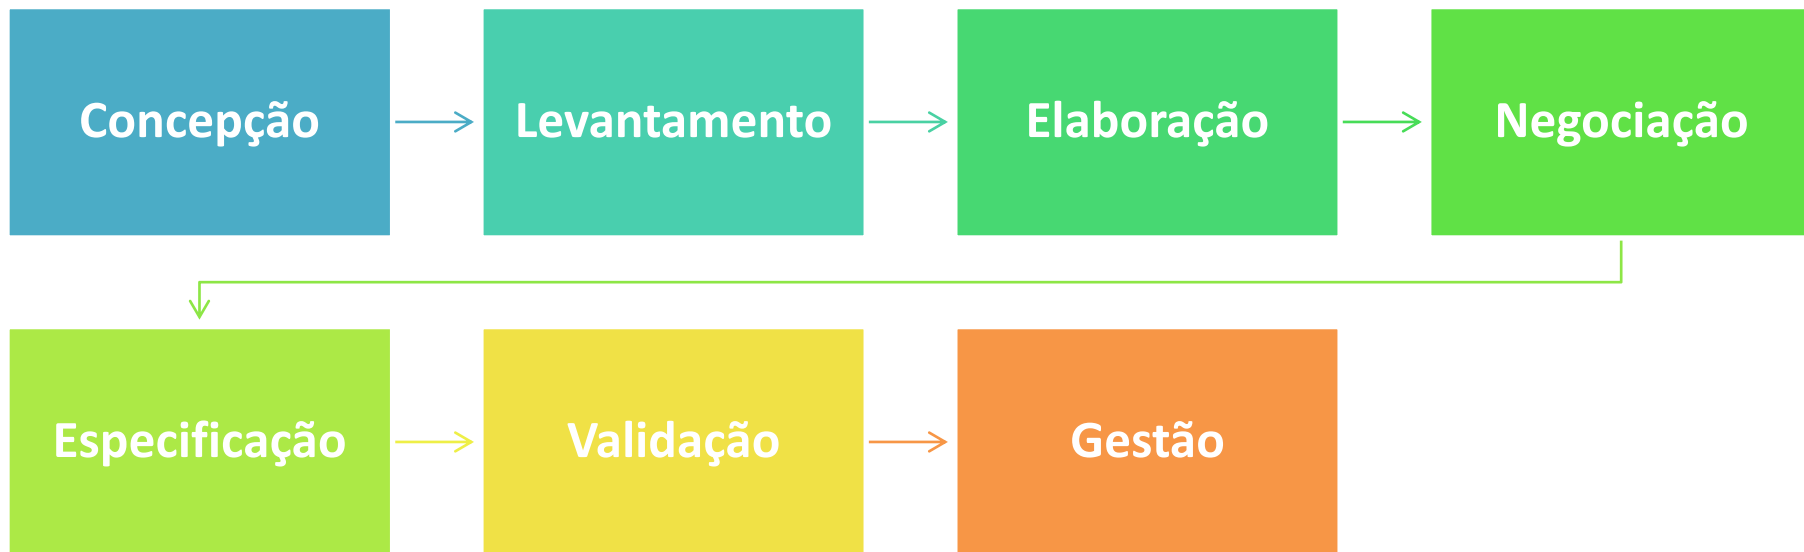 Concepção
Levantamento
Elaboração
Negociação
Especificação
Validação
Gestão